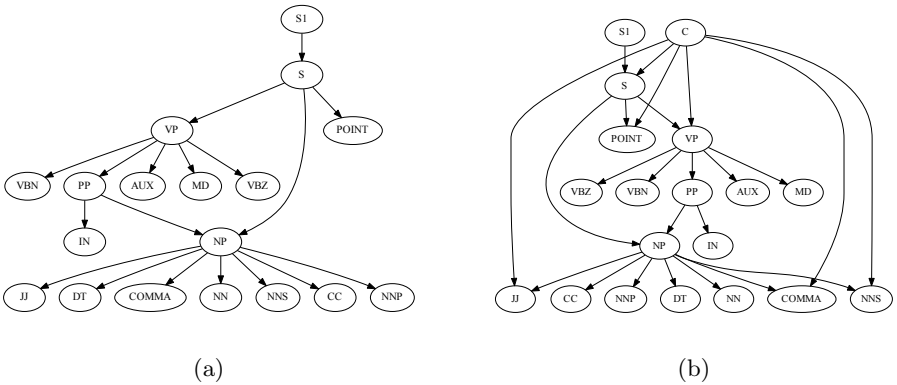 S1
S
VP
POINT
VBN
PP
AUX
MD
VBZ
IN
NP
JJ
DT
COMMA
NN
NNS
CC
NNP
(a)
S1
C
S
POINT
VP
VBZ
VBN
PP
AUX
MD
NP
IN
JJ
CC
NNP
DT
NN
COMMA
NNS
(b)